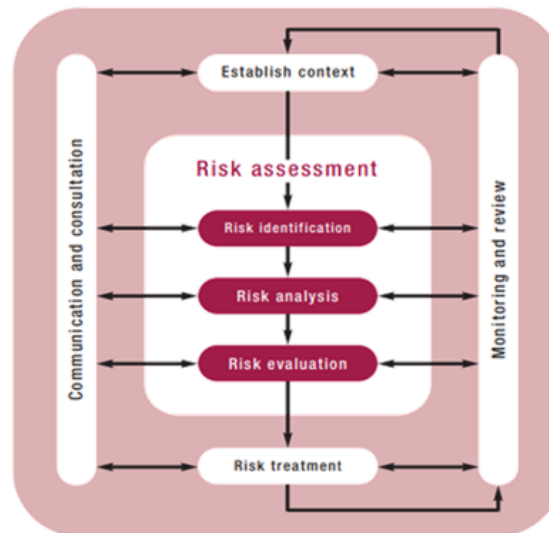 Establish context
Communication and consultation
Monitoring and review
Risk assessment
Risk identification
Risk analysis
Risk evaluation
Risk treatment